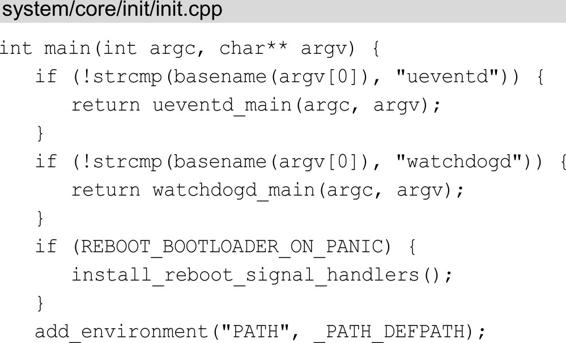 system/core/init/init.cpp
int main(int argc, char** argv) {
    if (!strcmp(basename(argv[0]), "ueventd")) {
        return ueventd_main(argc, argv);
    }
    if (!strcmp(basename(argv[0]), "watchdogd")) {
        return watchdogd_main(argc, argv);
    }
    if (REBOOT_BOOTLOADER_ON_PANIC) {
        install_reboot_signal_handlers();
    }
    add_environment("PATH", _PATH_DEFPATH);